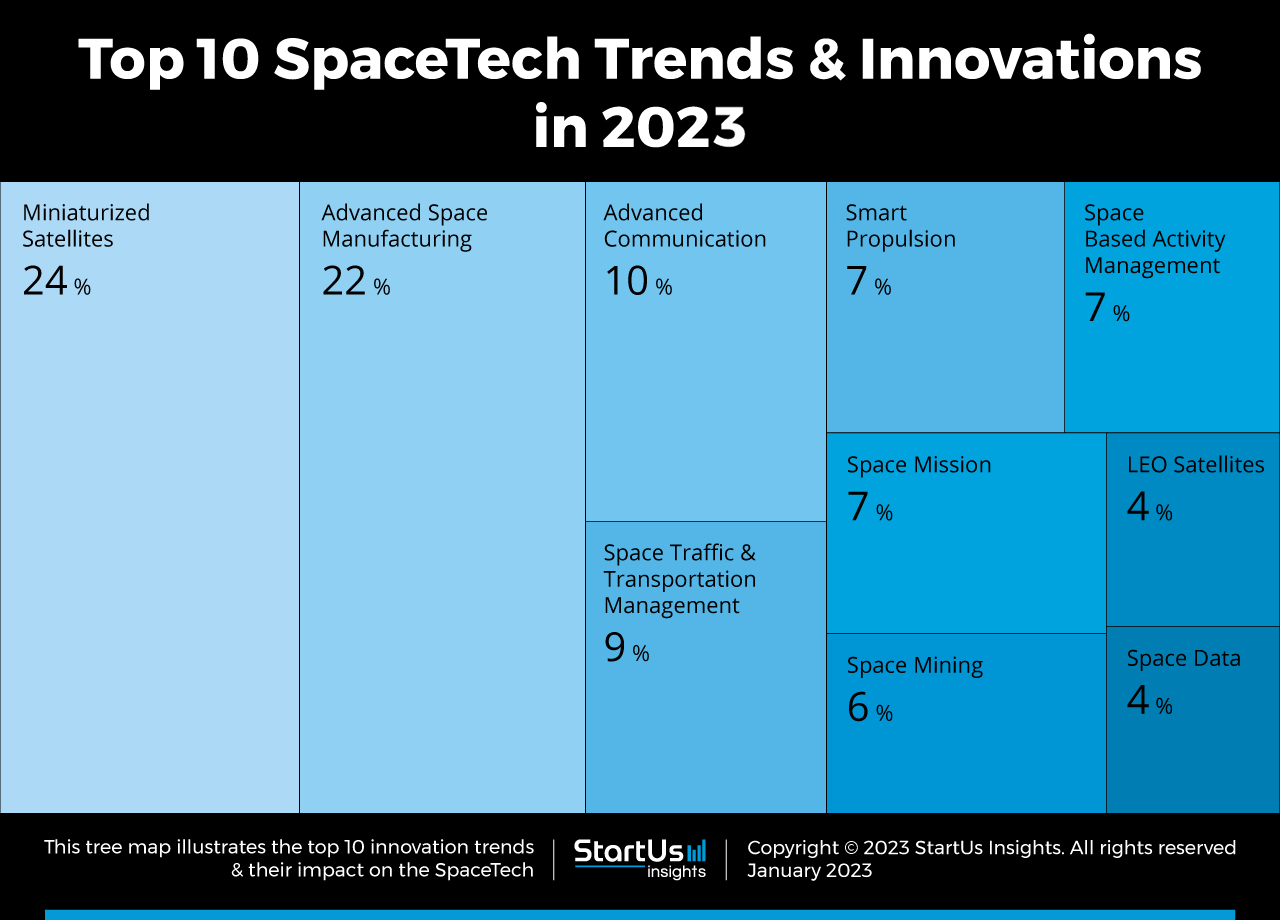 Top 10 SpaceTech Trends & Innovations
in 2023
Miniaturized
Satellites
24 %
Advanced Space
Manufacturing
22 %
Advanced
Communication
10 %
Space Traffic &
Transportation
Management
9 %
Smart
Propulsion
7 %
Space
Based Activity
Management
7 %
Space Mission
7 %
LEO Satellites
4 %
Space Mining
6 %
Space Data
4 %
This tree map illustrates the top 10 innovation trends
& their impact on the SpaceTech
StartUs
insights
Copyright © 2023 StartUs Insights. All rights reserved
January 2023